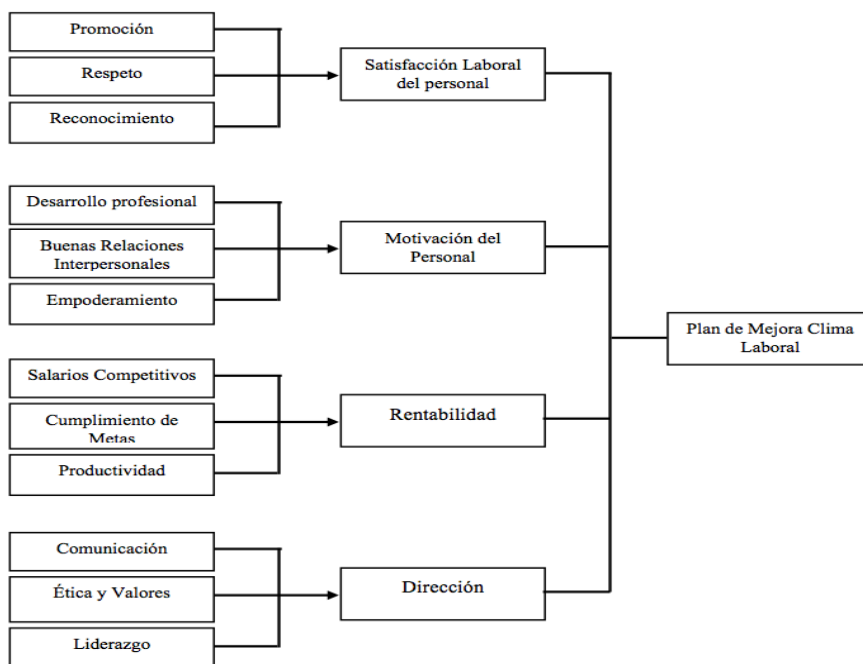 Promoción
Respeto
Reconocimiento
Satisfacción Laboral
del personal
Desarrollo profesional
Buenas Relaciones
Interpersonales
Empoderamiento
Motivación del
Personal
Salarios Competitivos
Cumplimiento de
Metas
Productividad
Rentabilidad
Comunicación
Ética y Valores
Liderazgo
Dirección
Plan de Mejora Clima
Laboral